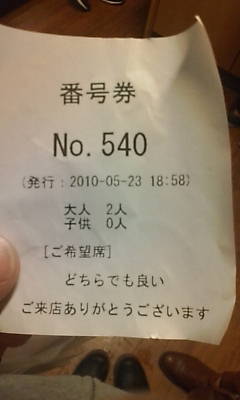 番号券
No. 540
(発行：2010-05-23 18:58)
大人 2人
子供 0人
[ご希望席]
どちらでも良い
ご来店ありがとうございます